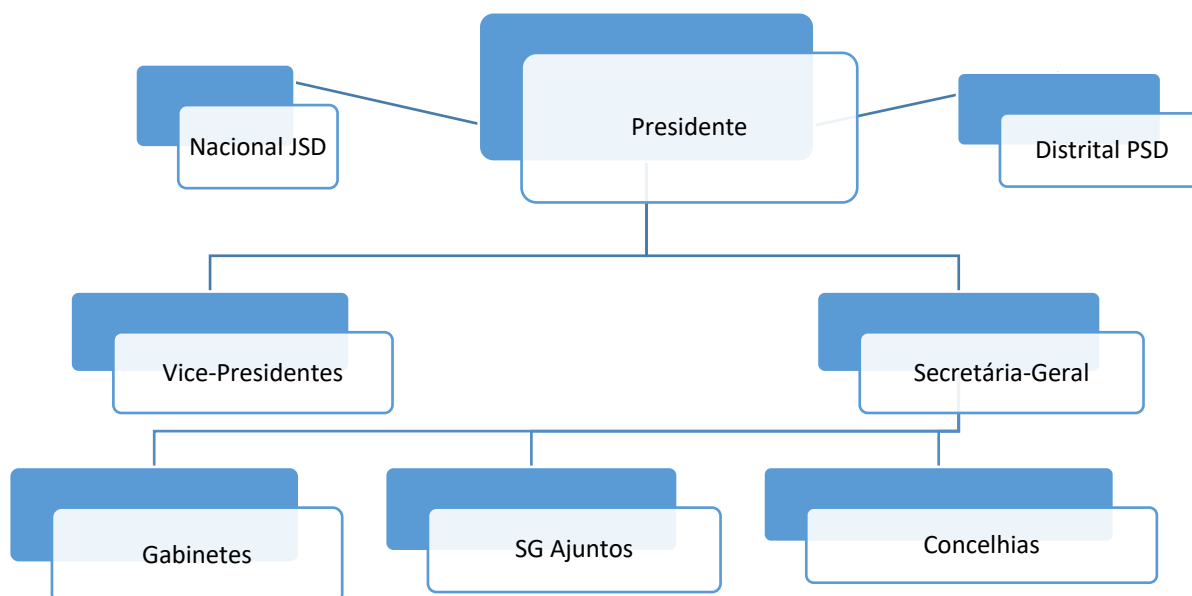 Presidente
Nacional JSD
Distrital PSD
Vice-Presidentes
Secretária-Geral
Gabinetes
SG Ajuntos
Concelhias